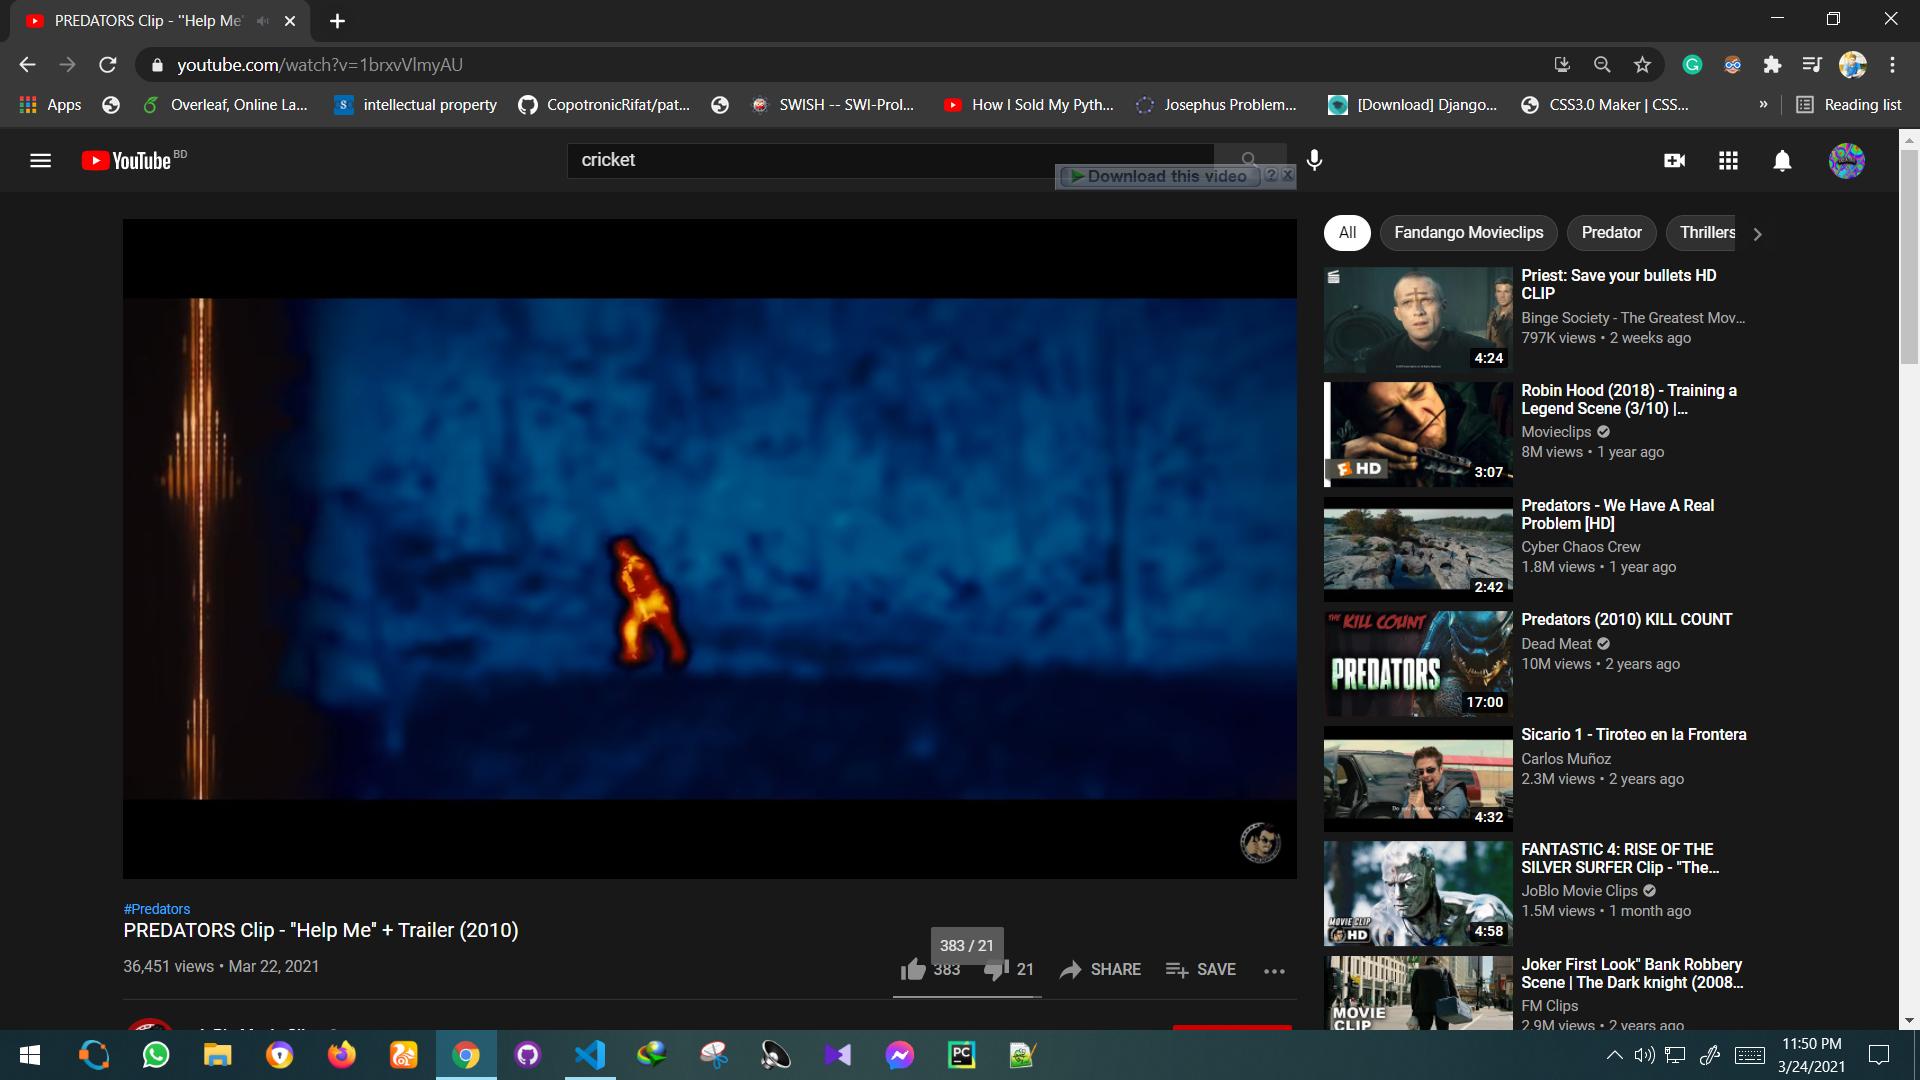 PREDATORS Clip - "Help Me"
youtube.com/watch?v=1brxvVlmyAU
Apps
Overleaf, Online La...
intellectual property
CopotronicRifat/pat...
SWISH -- SWI-Prol...
How I Sold My Pyth...
Josephus Problem...
[Download] Django...
CSS3.0 Maker | CSS...
»
Reading list
YouTube BD
cricket
Download this video
All
Fandango Movieclips
Predator
Thrillers
Priest: Save your bullets HD
CLIP
Binge Society - The Greatest Mov...
797K views • 2 weeks ago
4:24
Robin Hood (2018) - Training a
Legend Scene (3/10) |...
Movieclips
8M views • 1 year ago
HD
3:07
Predators - We Have A Real
Problem [HD]
Cyber Chaos Crew
1.8M views • 1 year ago
2:42
THE KILL COUNT
PREDATORS
17:00
Predators (2010) KILL COUNT
Dead Meat
10M views • 2 years ago
Sicario 1 - Tiroteo en la Frontera
Carlos Muñoz
2.3M views • 2 years ago
4:32
FANTASTIC 4: RISE OF THE
SILVER SURFER Clip - "The...
JoBlo Movie Clips
1.5M views • 1 month ago
MOVIE CLIP
HD
4:58
Joker First Look" Bank Robbery
Scene | The Dark knight (2008...
FM Clips
2.9M views • 2 years ago
MOVIE
CLIP
#Predators
PREDATORS Clip - "Help Me" + Trailer (2010)
36,451 views • Mar 22, 2021
383 / 21
383
21
SHARE
SAVE
PC
11:50 PM
3/24/2021